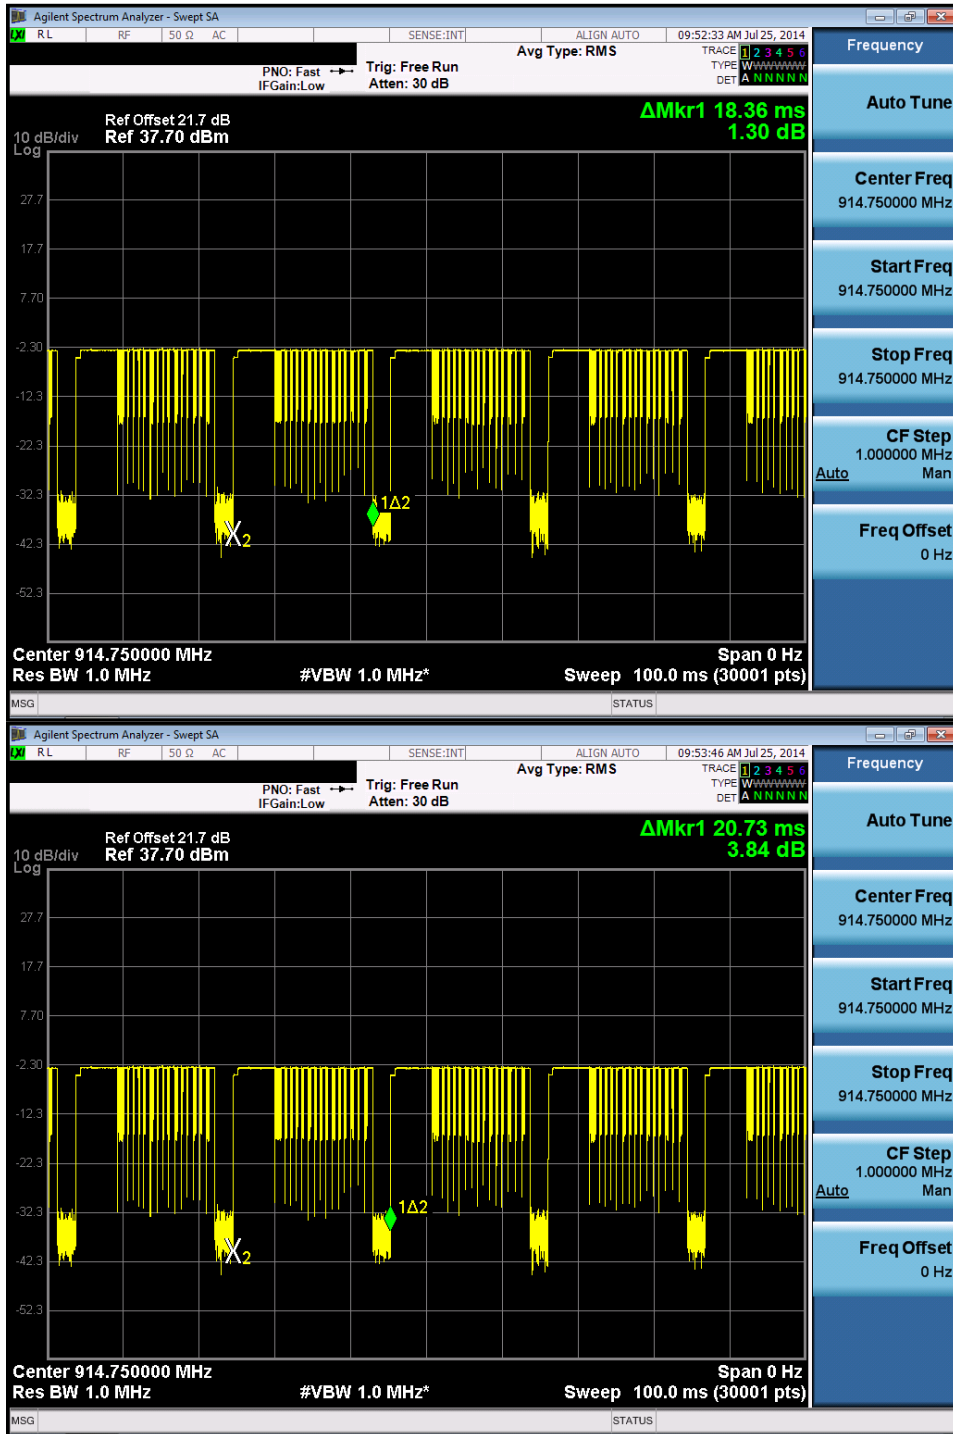 Agilent Spectrum Analyzer - Swept SA
LXI RL RF 50 Ω AC SENSE:INT ALIGN AUTO 09:52:33 AM Jul 25, 2014
Frequency
Avg Type: RMS TRACE 1 2 3 4 5 6
PNO: Fast Trig: Free Run TYPE WWWWWW
IFGain:Low Atten: 30 dB DET A N N N N N
Auto Tune
Ref Offset 21.7 dB ΔMkr1 18.36 ms
10 dB/div Ref 37.70 dBm 1.30 dB
Log
Center Freq
914.750000 MHz
27.7
17.7
Start Freq
914.750000 MHz
7.70
-2.30
Stop Freq
914.750000 MHz
-12.3
-22.3
CF Step
1.000000 MHz
Auto Man
-32.3
1Δ2
X2
Freq Offset
0 Hz
-42.3
-52.3
Center 914.750000 MHz Span 0 Hz
Res BW 1.0 MHz #VBW 1.0 MHz* Sweep 100.0 ms (30001 pts)
MSG STATUS
Agilent Spectrum Analyzer - Swept SA
LXI RL RF 50 Ω AC SENSE:INT ALIGN AUTO 09:53:46 AM Jul 25, 2014
Frequency
Avg Type: RMS TRACE 1 2 3 4 5 6
PNO: Fast Trig: Free Run TYPE WWWWWW
IFGain:Low Atten: 30 dB DET A N N N N N
Auto Tune
Ref Offset 21.7 dB ΔMkr1 20.73 ms
10 dB/div Ref 37.70 dBm 3.84 dB
Log
Center Freq
914.750000 MHz
27.7
17.7
Start Freq
914.750000 MHz
7.70
-2.30
Stop Freq
914.750000 MHz
-12.3
-22.3
CF Step
1.000000 MHz
Auto Man
-32.3
1Δ2
X2
Freq Offset
0 Hz
-42.3
-52.3
Center 914.750000 MHz Span 0 Hz
Res BW 1.0 MHz #VBW 1.0 MHz* Sweep 100.0 ms (30001 pts)
MSG STATUS